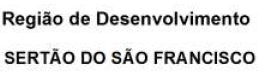 Região de Desenvolvimento
SERTÃO DO SÃO FRANCISCO